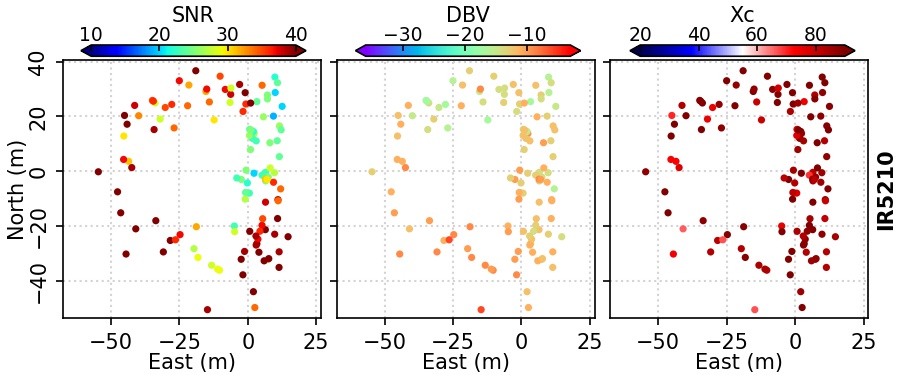 SNR DBV Xc
10 20 30 40 −30 −20 −10 20 40 60 80
40
20
0
−20
−40
North (m)
−50 −25 0 25 −50 −25 0 25 −50 −25 0 25
East (m) East (m) East (m)
IR5210